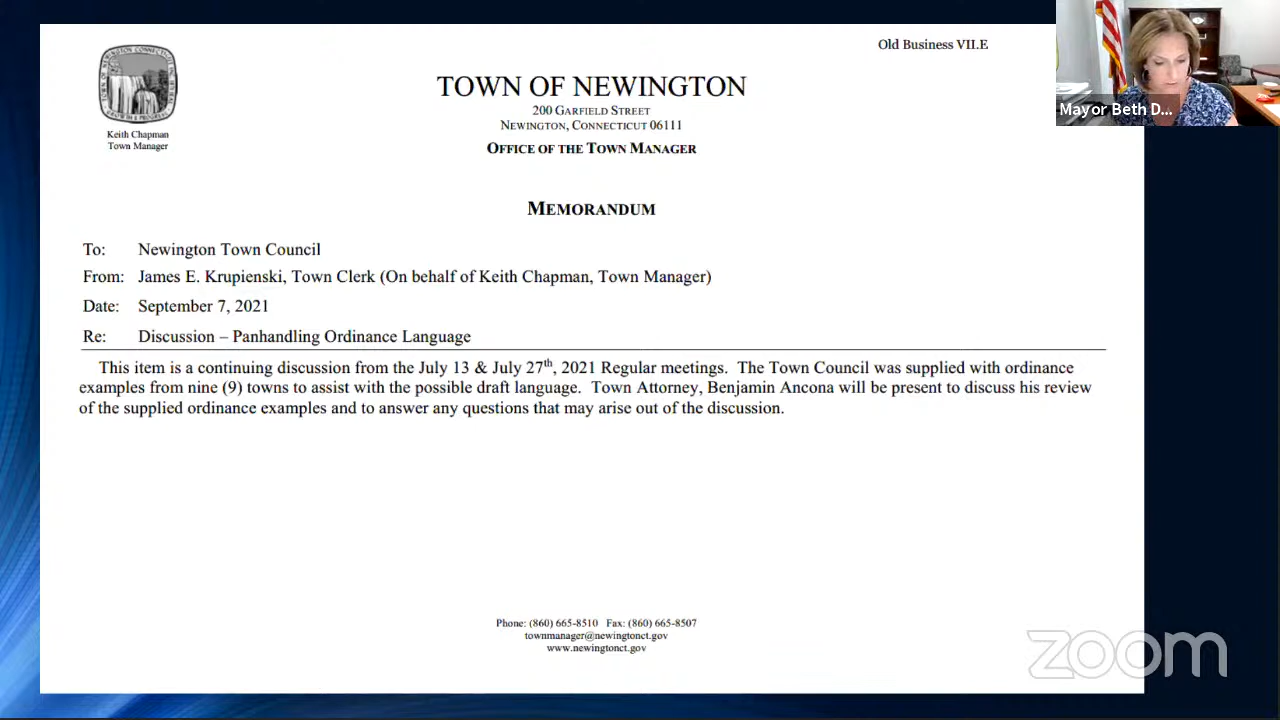 Old Business VII.E
TOWN OF NEWINGTON
200 GARFIELD STREET
NEWINGTON, CONNECTICUT 06111
OFFICE OF THE TOWN MANAGER
Keith Chapman
Town Manager
MEMORANDUM
To: Newington Town Council
From: James E. Krupienski, Town Clerk (On behalf of Keith Chapman, Town Manager)
Date: September 7, 2021
Re: Discussion – Panhandling Ordinance Language
This item is a continuing discussion from the July 13 & July 27th, 2021 Regular meetings. The Town Council was supplied with ordinance
examples from nine (9) towns to assist with the possible draft language. Town Attorney, Benjamin Ancona will be present to discuss his review
of the supplied ordinance examples and to answer any questions that may arise out of the discussion.
Phone: (860) 665-8510 Fax: (860) 665-8507
townmanager@newingtonct.gov
www.newingtonct.gov
Mayor Beth D...
zoom